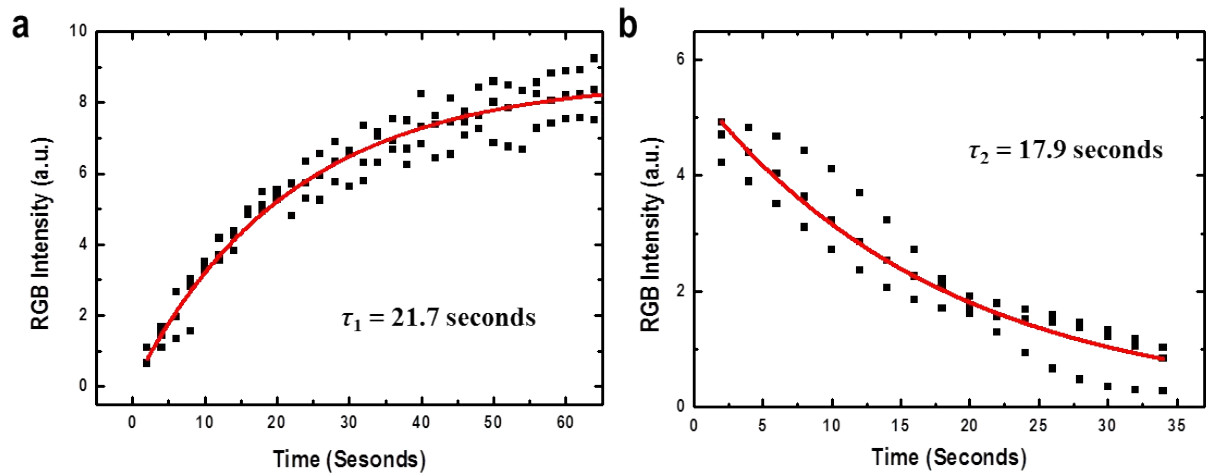 a
10
8
6
4
2
0
RGB Intensity (a.u.)
τ1 = 21.7 seconds
0 10 20 30 40 50 60
Time (Sesonds)
b
6
4
2
0
RGB Intensity (a.u.)
τ2 = 17.9 seconds
0 5 10 15 20 25 30 35
Time (Seconds)